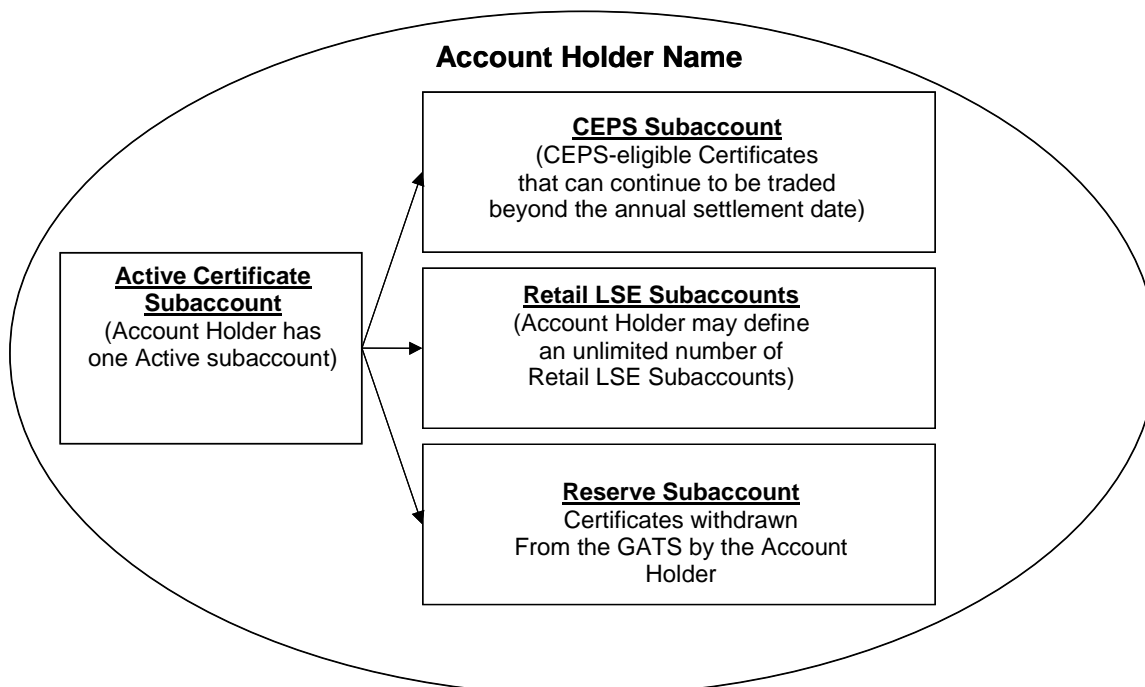 Account Holder Name
CEPS Subaccount
(CEPS-eligible Certificates
that can continue to be traded
beyond the annual settlement date)
Active Certificate
Subaccount
(Account Holder has
one Active subaccount)
Retail LSE Subaccounts
(Account Holder may define
an unlimited number of
Retail LSE Subaccounts)
Reserve Subaccount
Certificates withdrawn
From the GATS by the Account
Holder